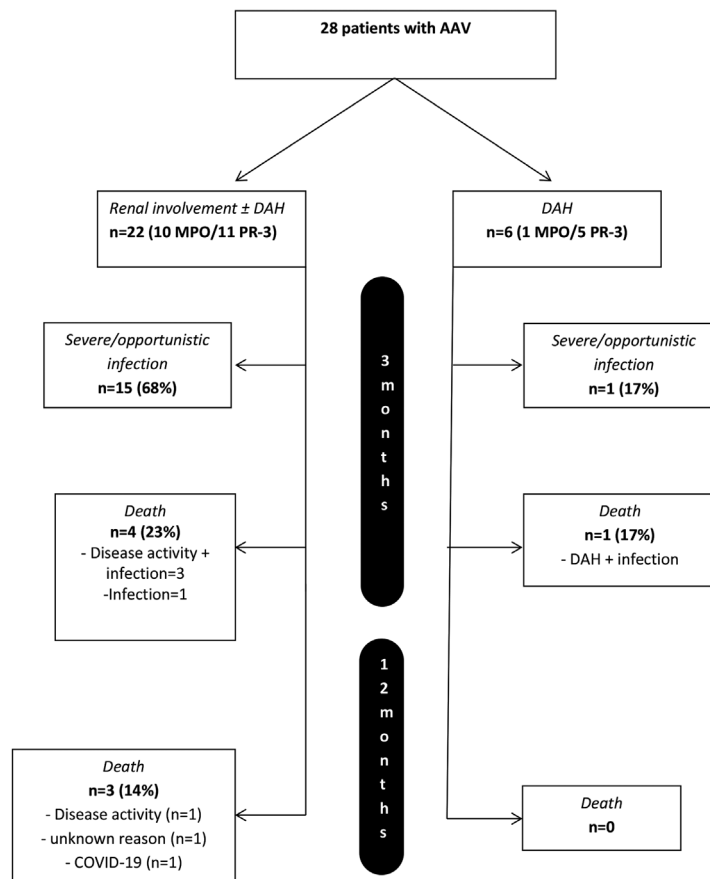 28 patients with AAV
Renal involvement ± DAH
n=22 (10 MPO/11 PR-3)
DAH
n=6 (1 MPO/5 PR-3)
3 months
Severe/opportunistic
infection
n=15 (68%)
Severe/opportunistic
infection
n=1 (17%)
Death
n=4 (23%)
- Disease activity +
infection=3
-Infection=1
Death
n=1 (17%)
- DAH + infection
12 months
Death
n=3 (14%)
- Disease activity (n=1)
- unknown reason (n=1)
- COVID-19 (n=1)
Death
n=0